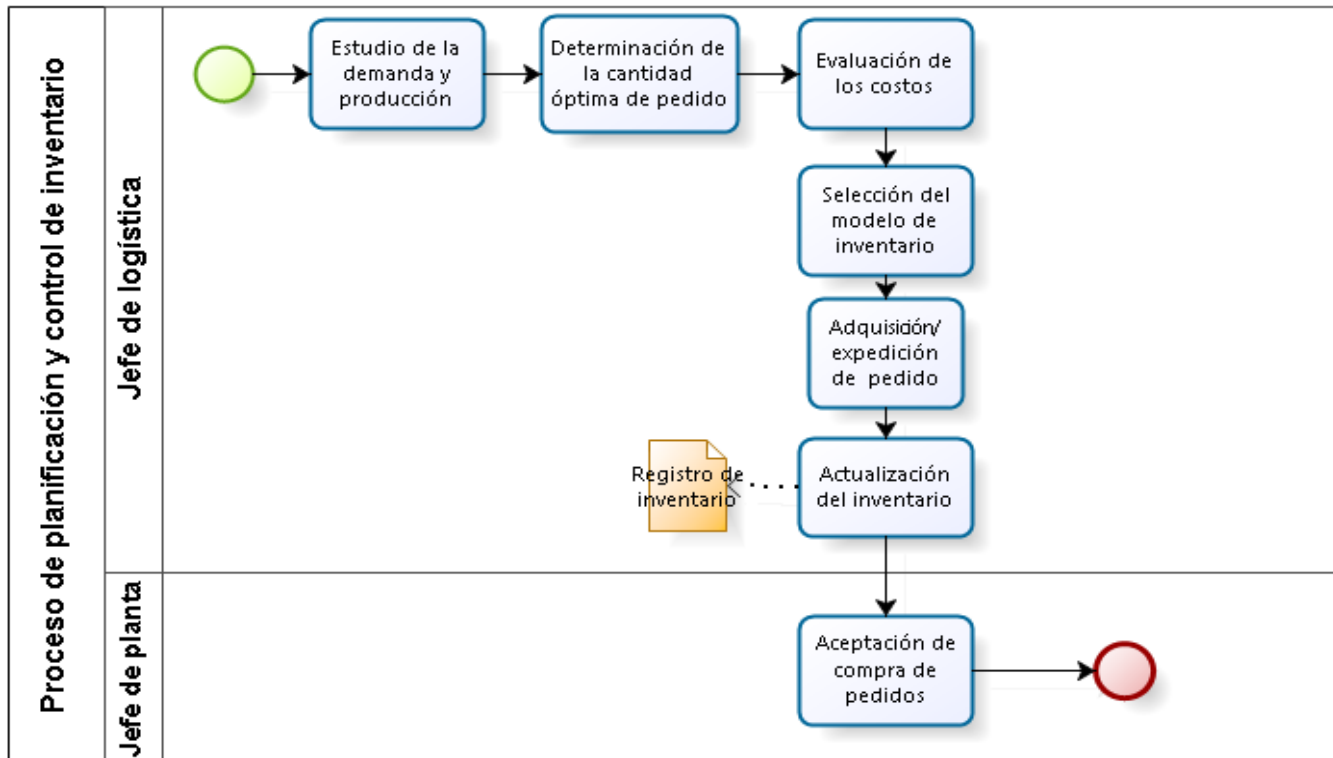 Proceso de planificación y control de inventario
Jefe de logística
Estudio de la
demanda y
producción
Determinación de
la cantidad
óptima de pedido
Evaluación de
los costos
Selección del
modelo de
inventario
Adquisición/
expedición
de pedido
Registro de
inventario
Actualización
del inventario
Jefe de planta
Aceptación de
compra de
pedidos